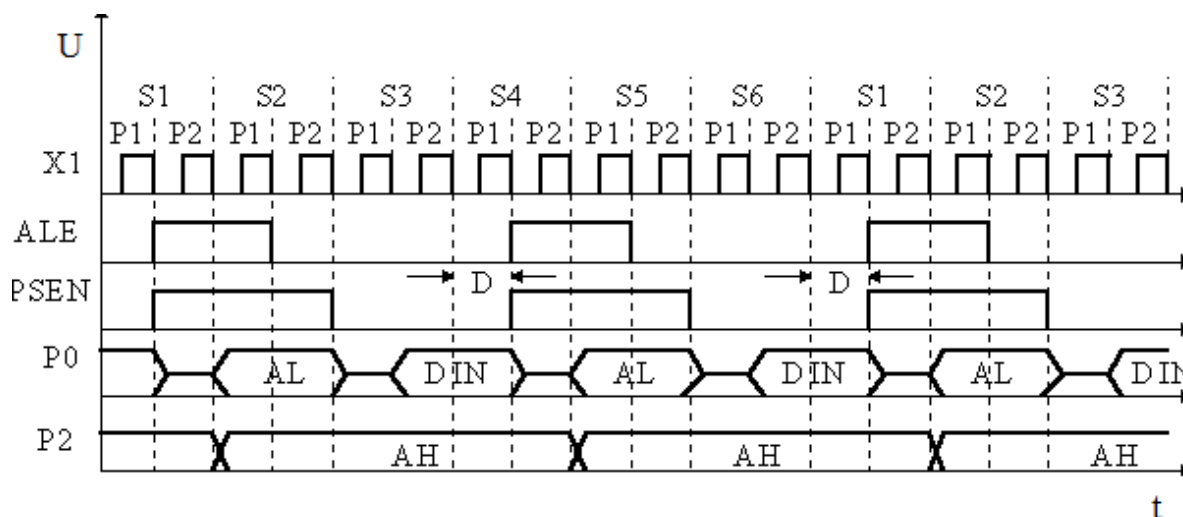 U
S1 S2 S3 S4 S5 S6 S1 S2 S3
P1 P2 P1 P2 P1 P2 P1 P2 P1 P2 P1 P2 P1 P2 P1 P2 P1 P2
X1
ALE
D D
PSEN
P0 AL DIN AL DIN AL DIN
P2 AH AH AH
t